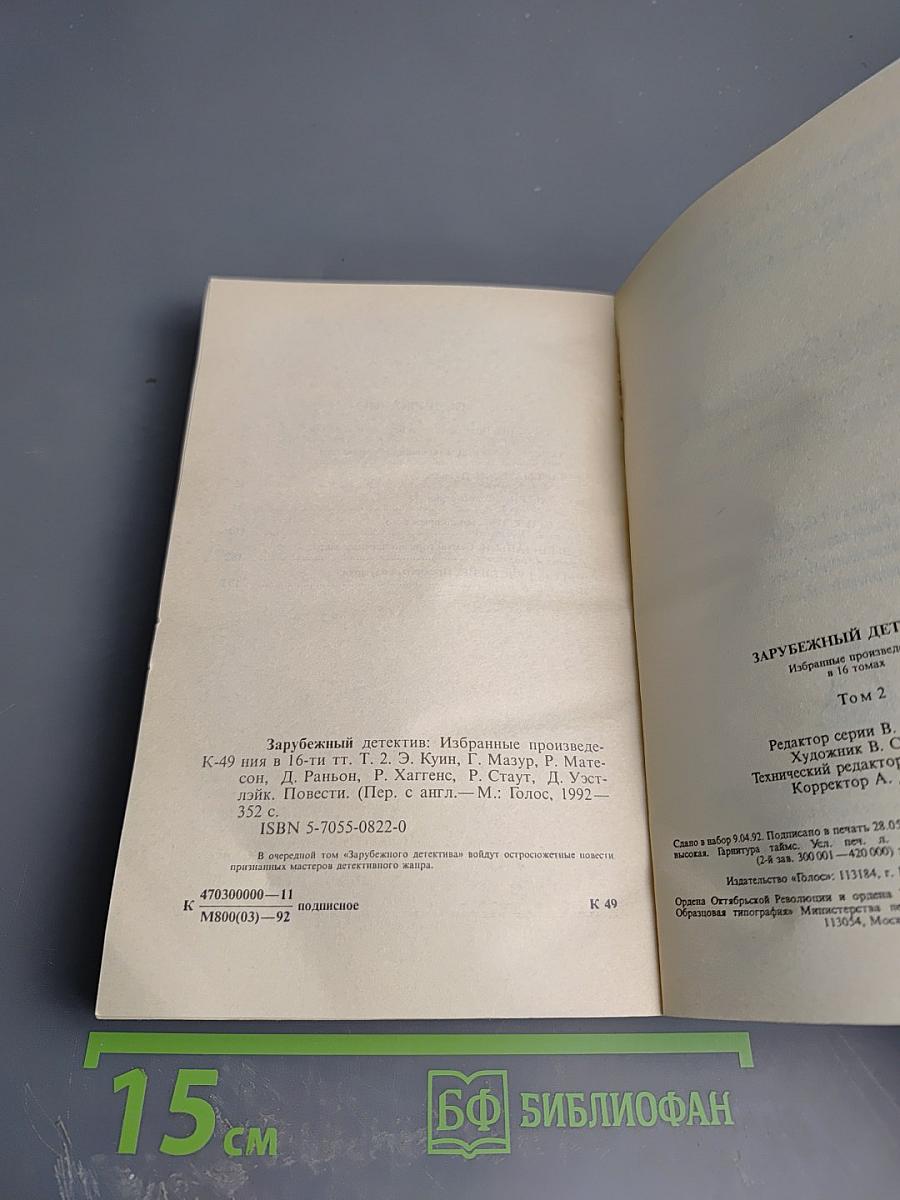 Зарубежный детектив: Избранные произведе-
К-49 ния в 16-ти тт. Т. 2. Э. Куин, Г. Мазур, Р. Мате-
сон, Д. Раньон, Р. Хаггенс, Р. Стаут, Д. Уэст-
лэйк. Повести. (Пер. с англ.— М.: Голос, 1992—
352 с.
ISBN 5-7055-0822-0
В очередной том «Зарубежного детектива» войдут остросюжетные повести
признанных мастеров детективного жанра.
470300000—11
К М800(03)—92 подписное К 49
ЗАРУБЕЖНЫЙ ДЕТ
Избранные произведе
в 16 томах
Том 2
Редактор серии В.
Художник В. С
Технический редактор
Корректор А.
Сдано в набор 9.04.92. Подписано в печать 28.05
высокая. Гарнитура таймс. Усл. печ. л.
(2-й зав. 300 001—420 000)
Издательство «Голос»: 113184, г.
Ордена Октябрьской Революции и ордена
Образцовая типография» Министерства пе
113054, Моск
15 см
БФ БИБЛИОФАН